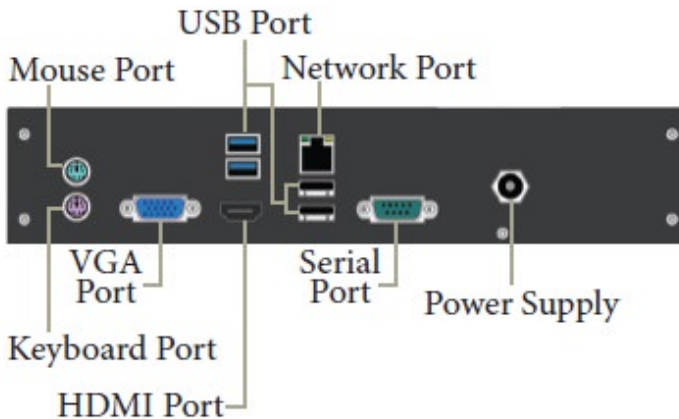 USB Port
Mouse Port
Network Port
VGA
Port
Serial
Port
Power Supply
Keyboard Port
HDMI Port